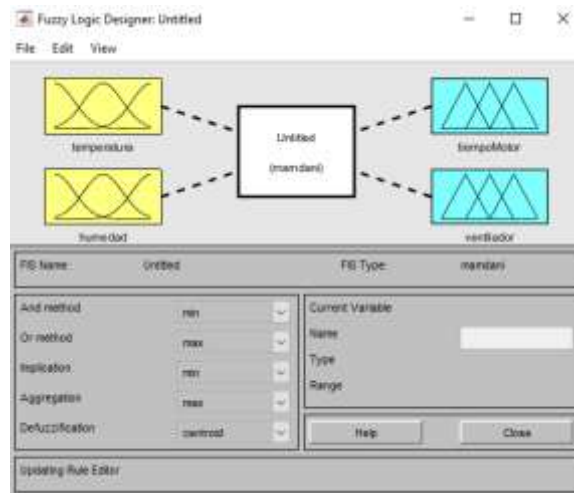 Fuzzy Logic Designer: Untitled
File Edit View
temperatura
Untitled
(mamdani)
tiempoMotor
humedad
ventilador
FIS Name: Untitled FIS Type: mamdani
And method min
Or method max
Implication min
Aggregation max
Defuzzification centroid
Current Variable
Name
Type
Range
Help Close
Updating Rule Editor